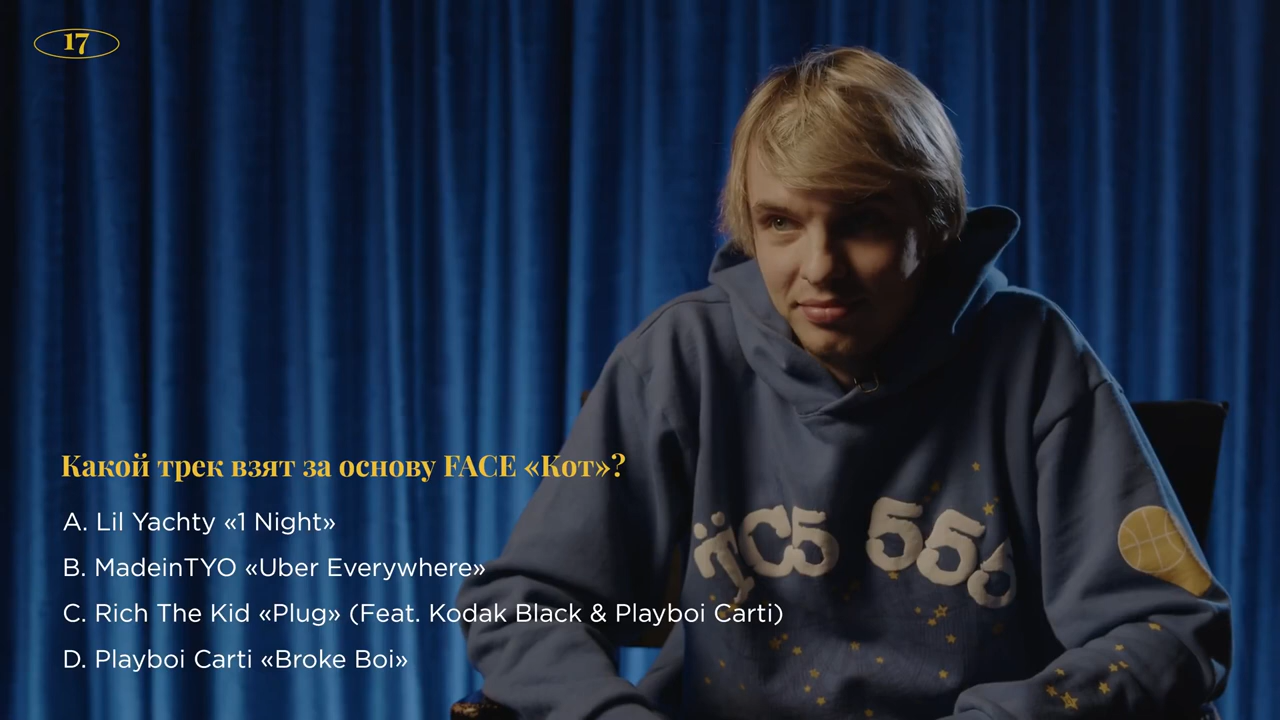 17
Какой трек взят за основу FACE «Кот»?
A. Lil Yachty «1 Night»
B. MadeinTYO «Uber Everywhere»
C. Rich The Kid «Plug» (Feat. Kodak Black & Playboi Carti)
D. Playboi Carti «Broke Boi»